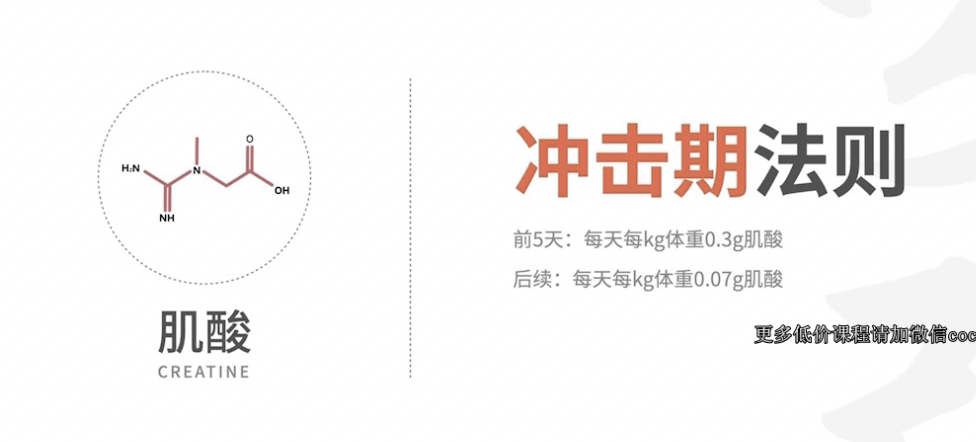 H₂N
N
O
OH
NH
肌酸
CREATINE
冲击期法则
前5天：每天每kg体重0.3g肌酸
后续：每天每kg体重0.07g肌酸
更多低价课程请加微信coc